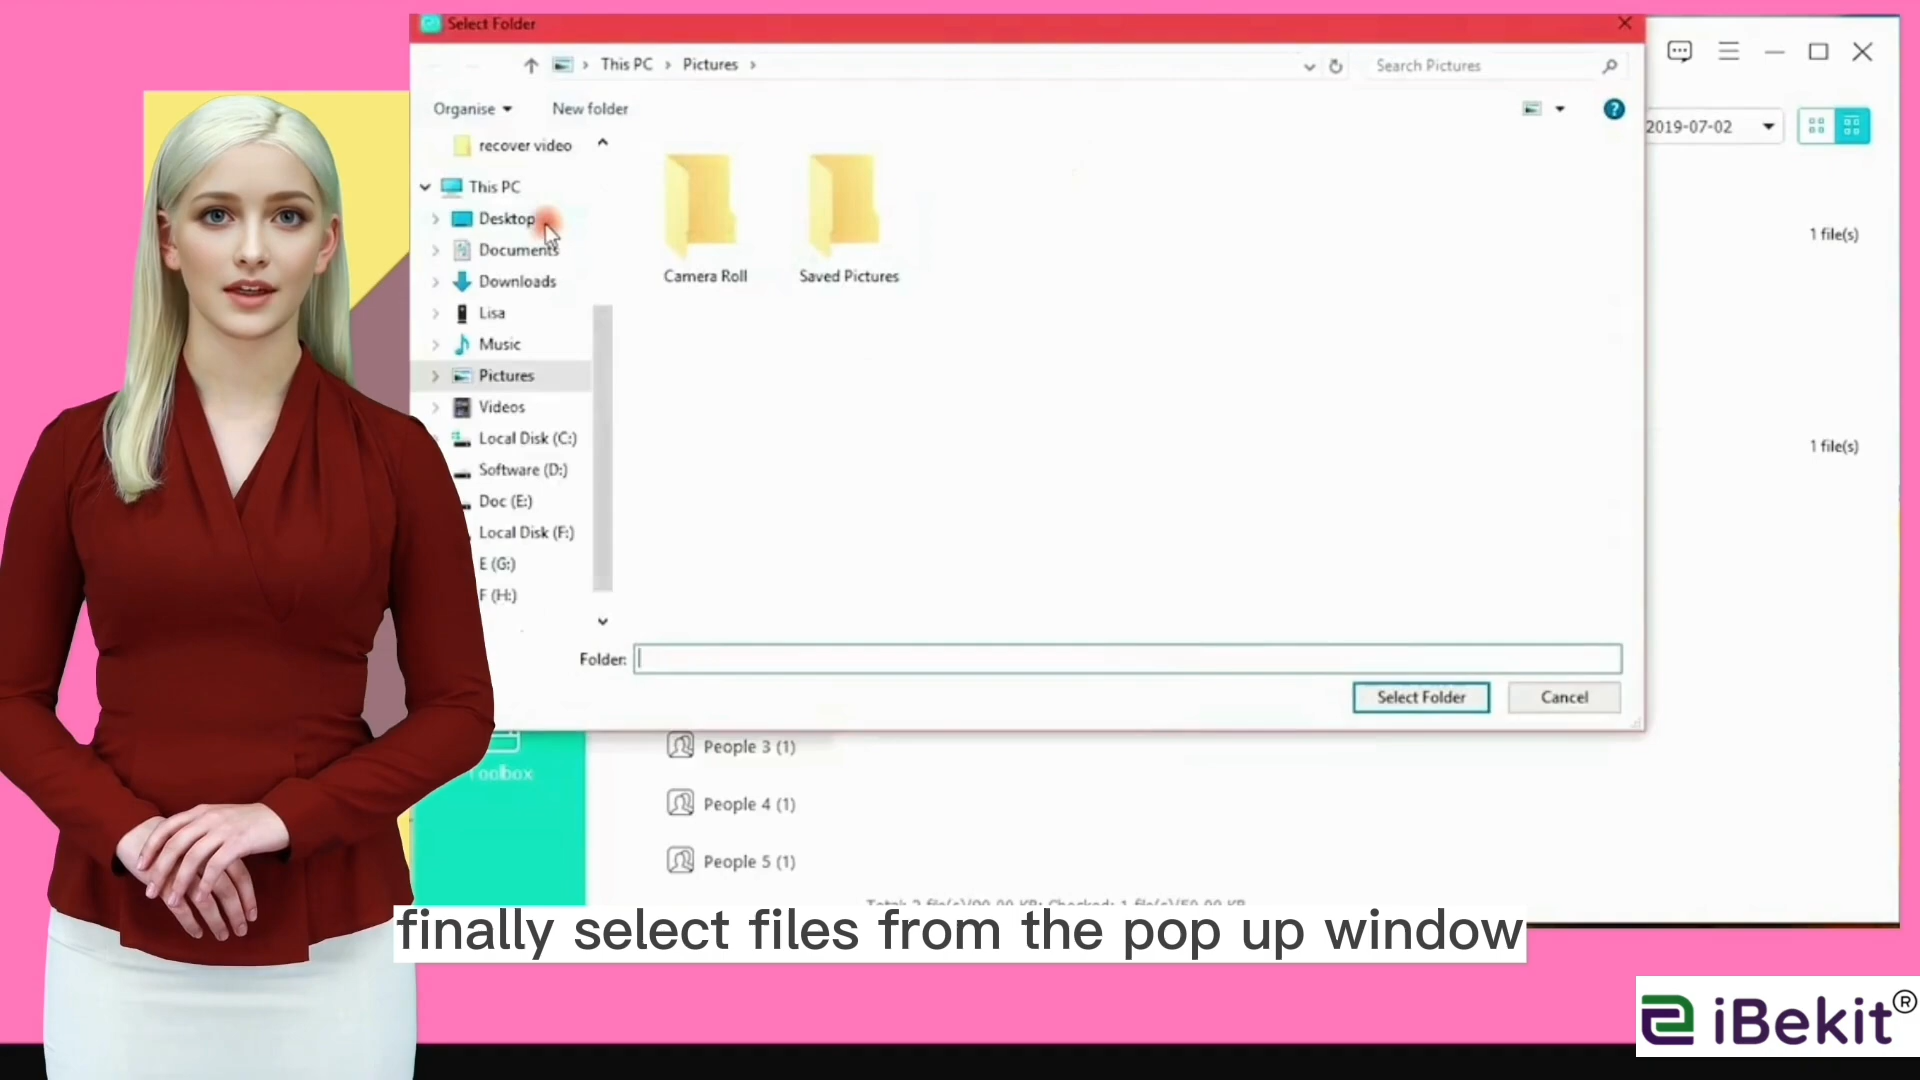 Select Folder
This PC
Pictures
Search Pictures
Organise
New folder
2019-07-02
recover video
This PC
Desktop
Documents
Downloads
Lisa
Music
Pictures
Videos
Local Disk (C:)
Software (D:)
Doc (E:)
Local Disk (F:)
E (G:)
F (H:)
Camera Roll
Saved Pictures
1 file(s)
1 file(s)
Folder:
Select Folder
Cancel
Toolbox
People 3 (1)
People 4 (1)
People 5 (1)
finally select files from the pop up window
iBekit®